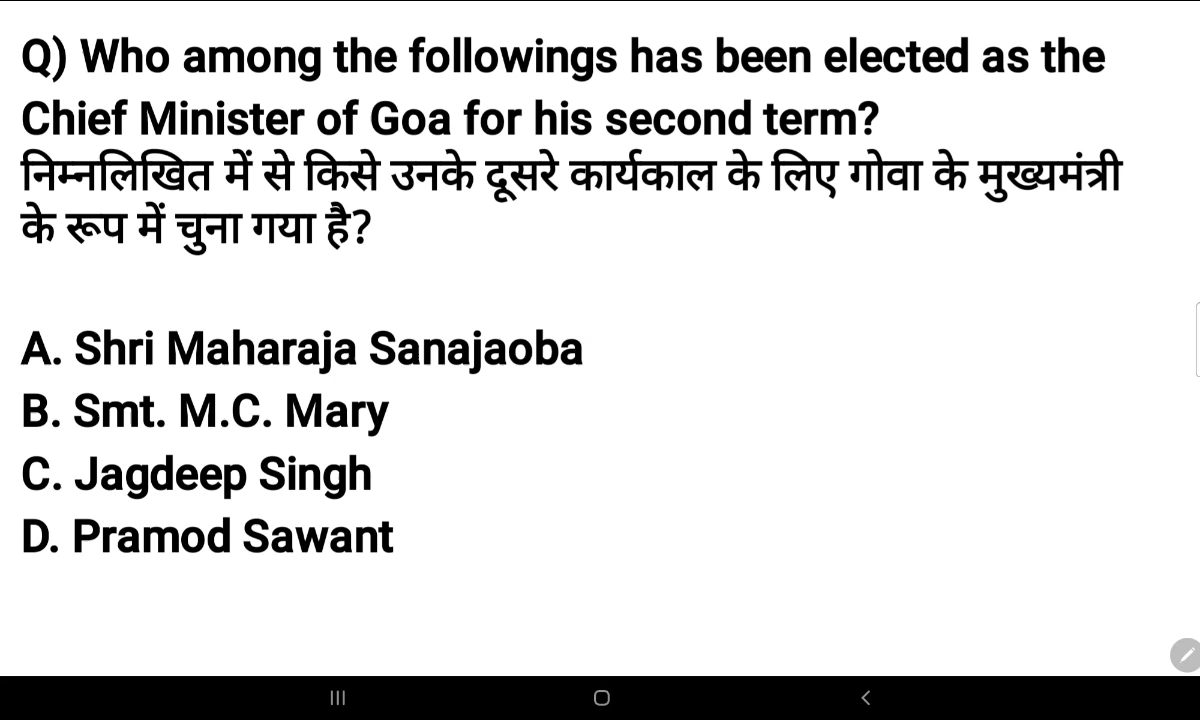 Q) Who among the followings has been elected as the
Chief Minister of Goa for his second term?
निम्नलिखित में से किसे उनके दूसरे कार्यकाल के लिए गोवा के मुख्यमंत्री
के रूप में चुना गया है?
A. Shri Maharaja Sanajaoba
B. Smt. M.C. Mary
C. Jagdeep Singh
D. Pramod Sawant